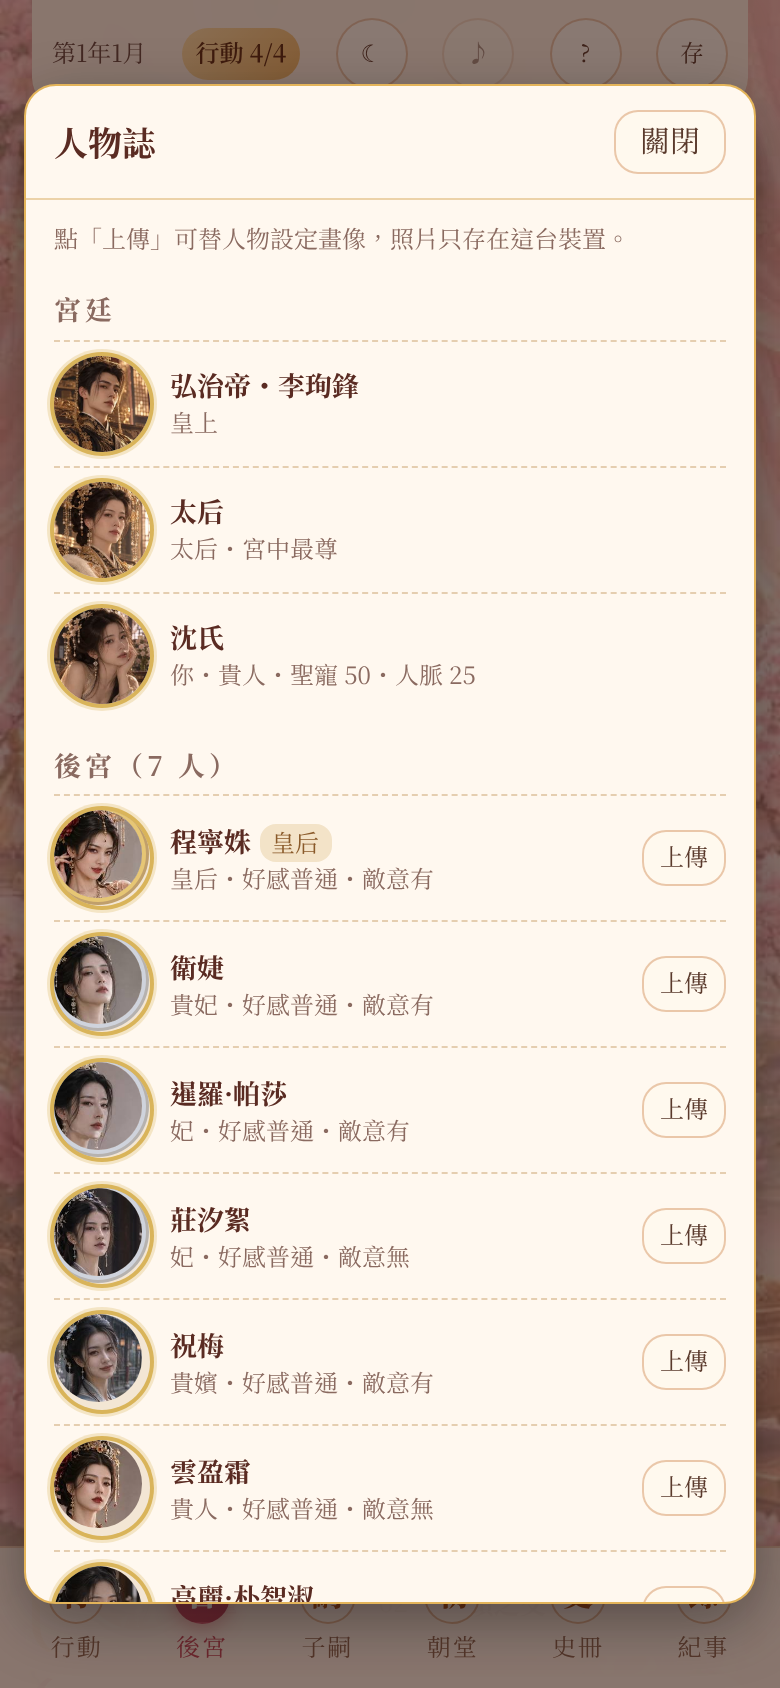 第1年1月
行動 4/4
☾
♪
?
存
人物誌
關閉
點「上傳」可替人物設定畫像，照片只存在這台裝置。
宮廷
弘治帝・李珣鋒
皇上
太后
太后・宮中最尊
沈氏
你・貴人・聖寵 50・人脈 25
後宮（7 人）
程寧姝 皇后
皇后・好感普通・敵意有
上傳
衛婕
貴妃・好感普通・敵意有
上傳
暹羅·帕莎
妃・好感普通・敵意有
上傳
莊汐絮
妃・好感普通・敵意無
上傳
祝梅
貴嬪・好感普通・敵意有
上傳
雲盈霜
貴人・好感普通・敵意無
上傳
高麗·朴智淑
行動
後宮
子嗣
朝堂
史冊
紀事